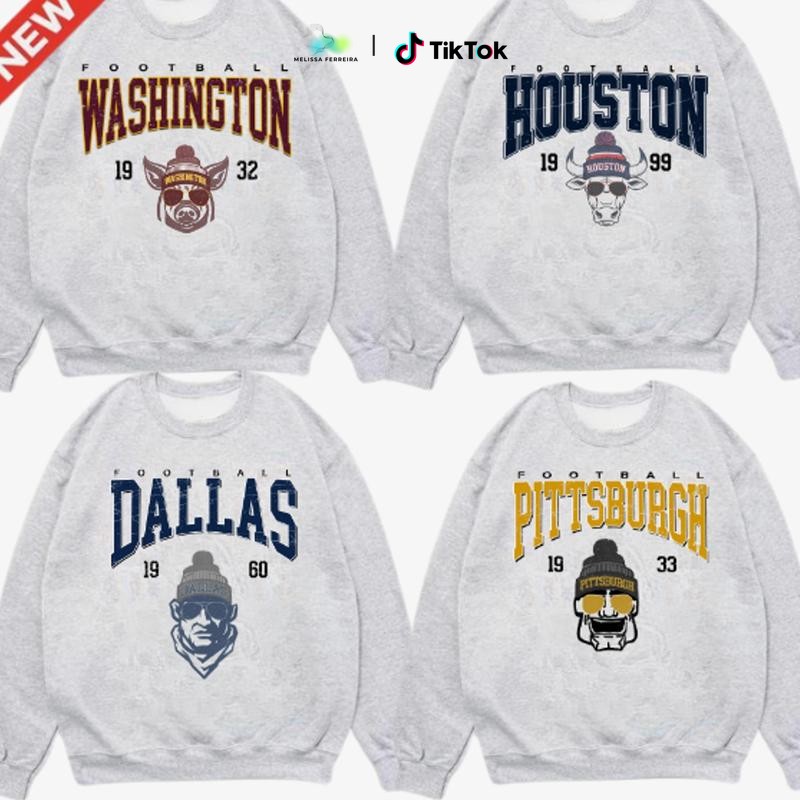 NEW
MELISSA FERREIRA | TikTok
FOOTBALL
WASHINGTON
19 32
WASHINGTON
FOOTBALL
HOUSTON
19 99
HOUSTON
FOOTBALL
DALLAS
19 60
DALLAS
FOOTBALL
PITTSBURGH
19 33
PITTSBURGH